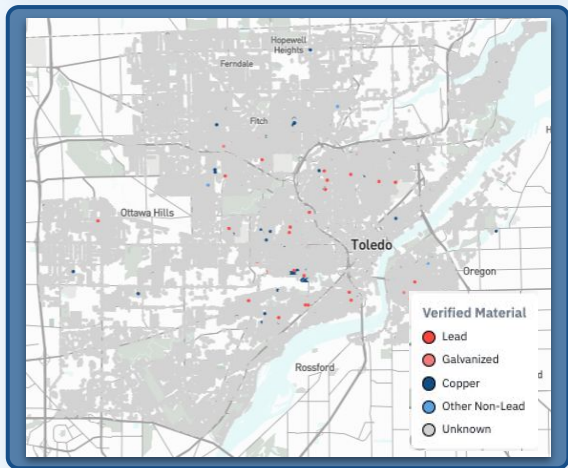 Hopewell
Heights
Ferndale
Fitch
H
Ottawa Hills
Toledo
Oregon
Rossford
d
Verified Material
Lead
Galvanized
Copper
Other Non-Lead
Unknown